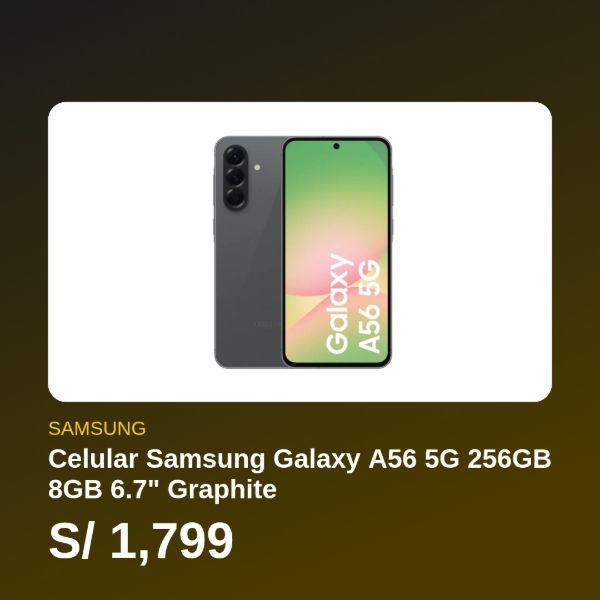 Galaxy
A56 5G
SAMSUNG
Celular Samsung Galaxy A56 5G 256GB
8GB 6.7" Graphite
S/ 1,799